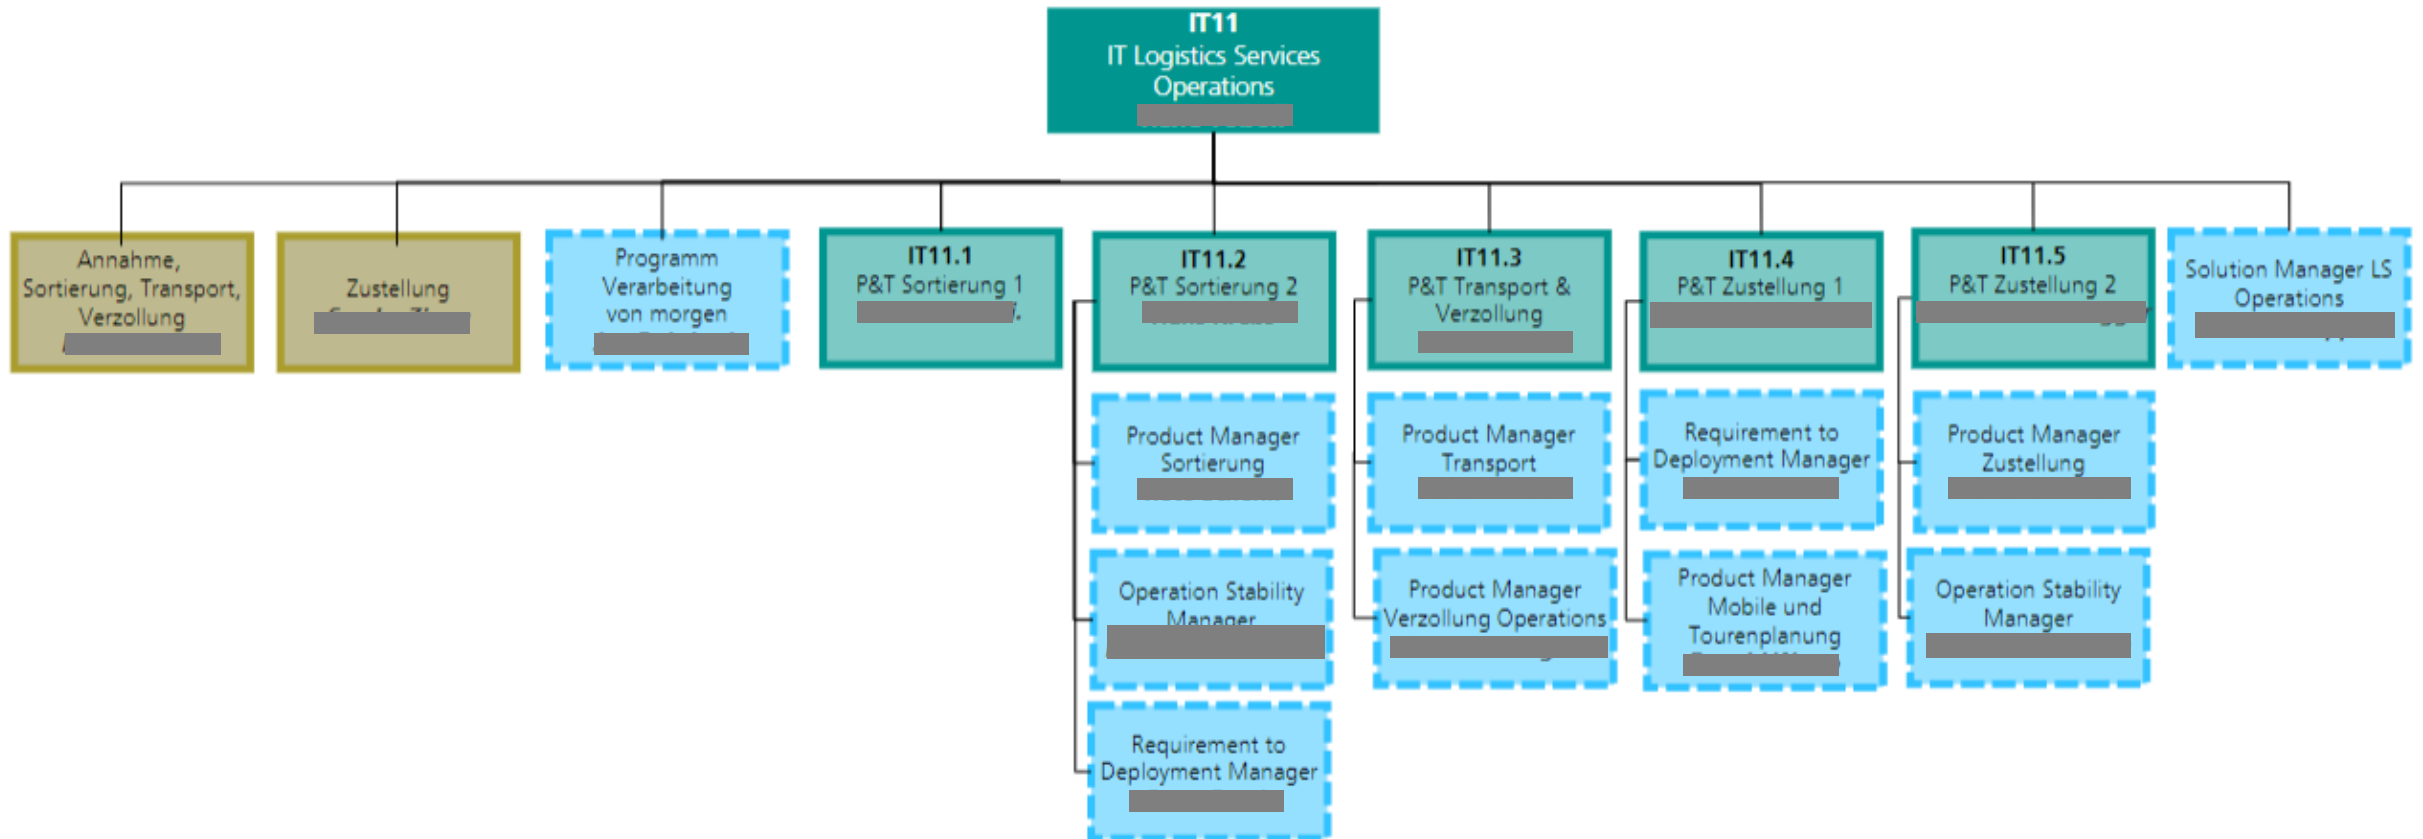 IT11
IT Logistics Services
Operations
Annahme,
Sortierung, Transport,
Verzollung
Zustellung
Programm
Verarbeitung
von morgen
IT11.1
P&T Sortierung 1
IT11.2
P&T Sortierung 2
IT11.3
P&T Transport &
Verzollung
IT11.4
P&T Zustellung 1
IT11.5
P&T Zustellung 2
Solution Manager LS
Operations
Product Manager
Sortierung
Operation Stability
Manager
Requirement to
Deployment Manager
Product Manager
Transport
Product Manager
Verzollung Operations
Requirement to
Deployment Manager
Product Manager
Mobile und
Tourenplanung
Product Manager
Zustellung
Operation Stability
Manager